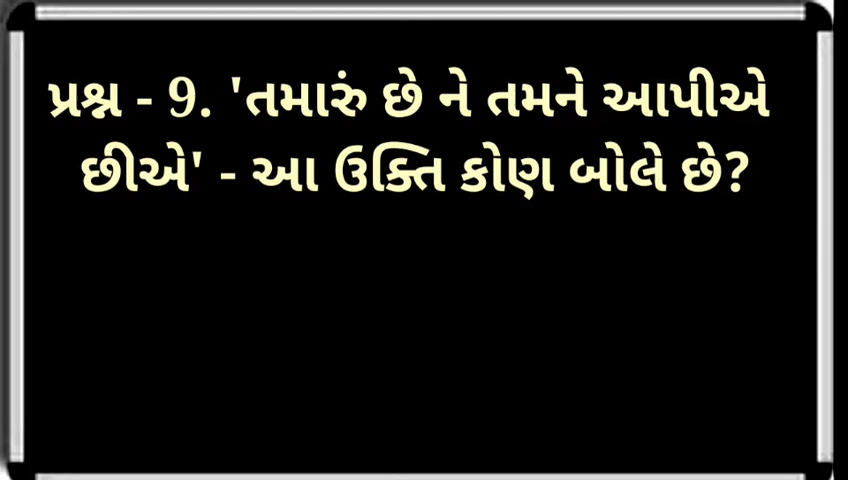 પ્રશ્ન - 9. 'તમારું છે ને તમને આપીએ
છીએ' - આ ઉક્તિ કોણ બોલે છે?